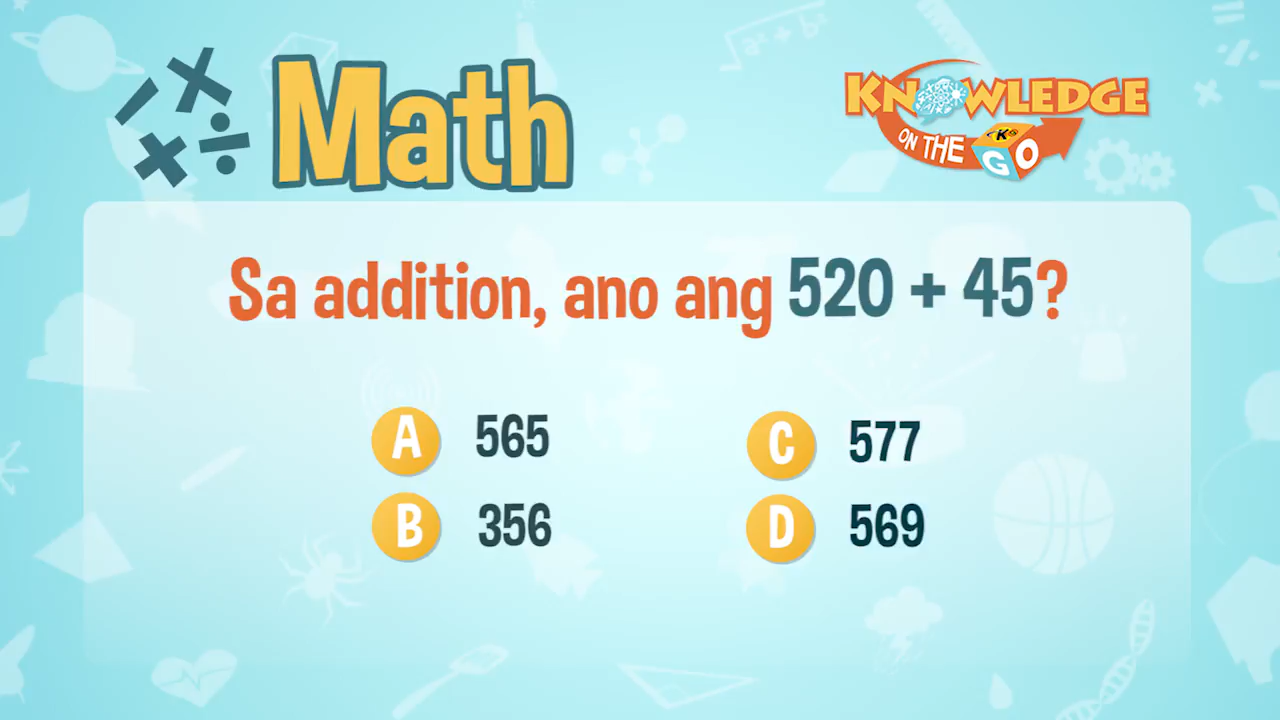 Math
KNOWLEDGE
ON THE GO
Sa addition, ano ang 520 + 45?
A 565
C 577
B 356
D 569